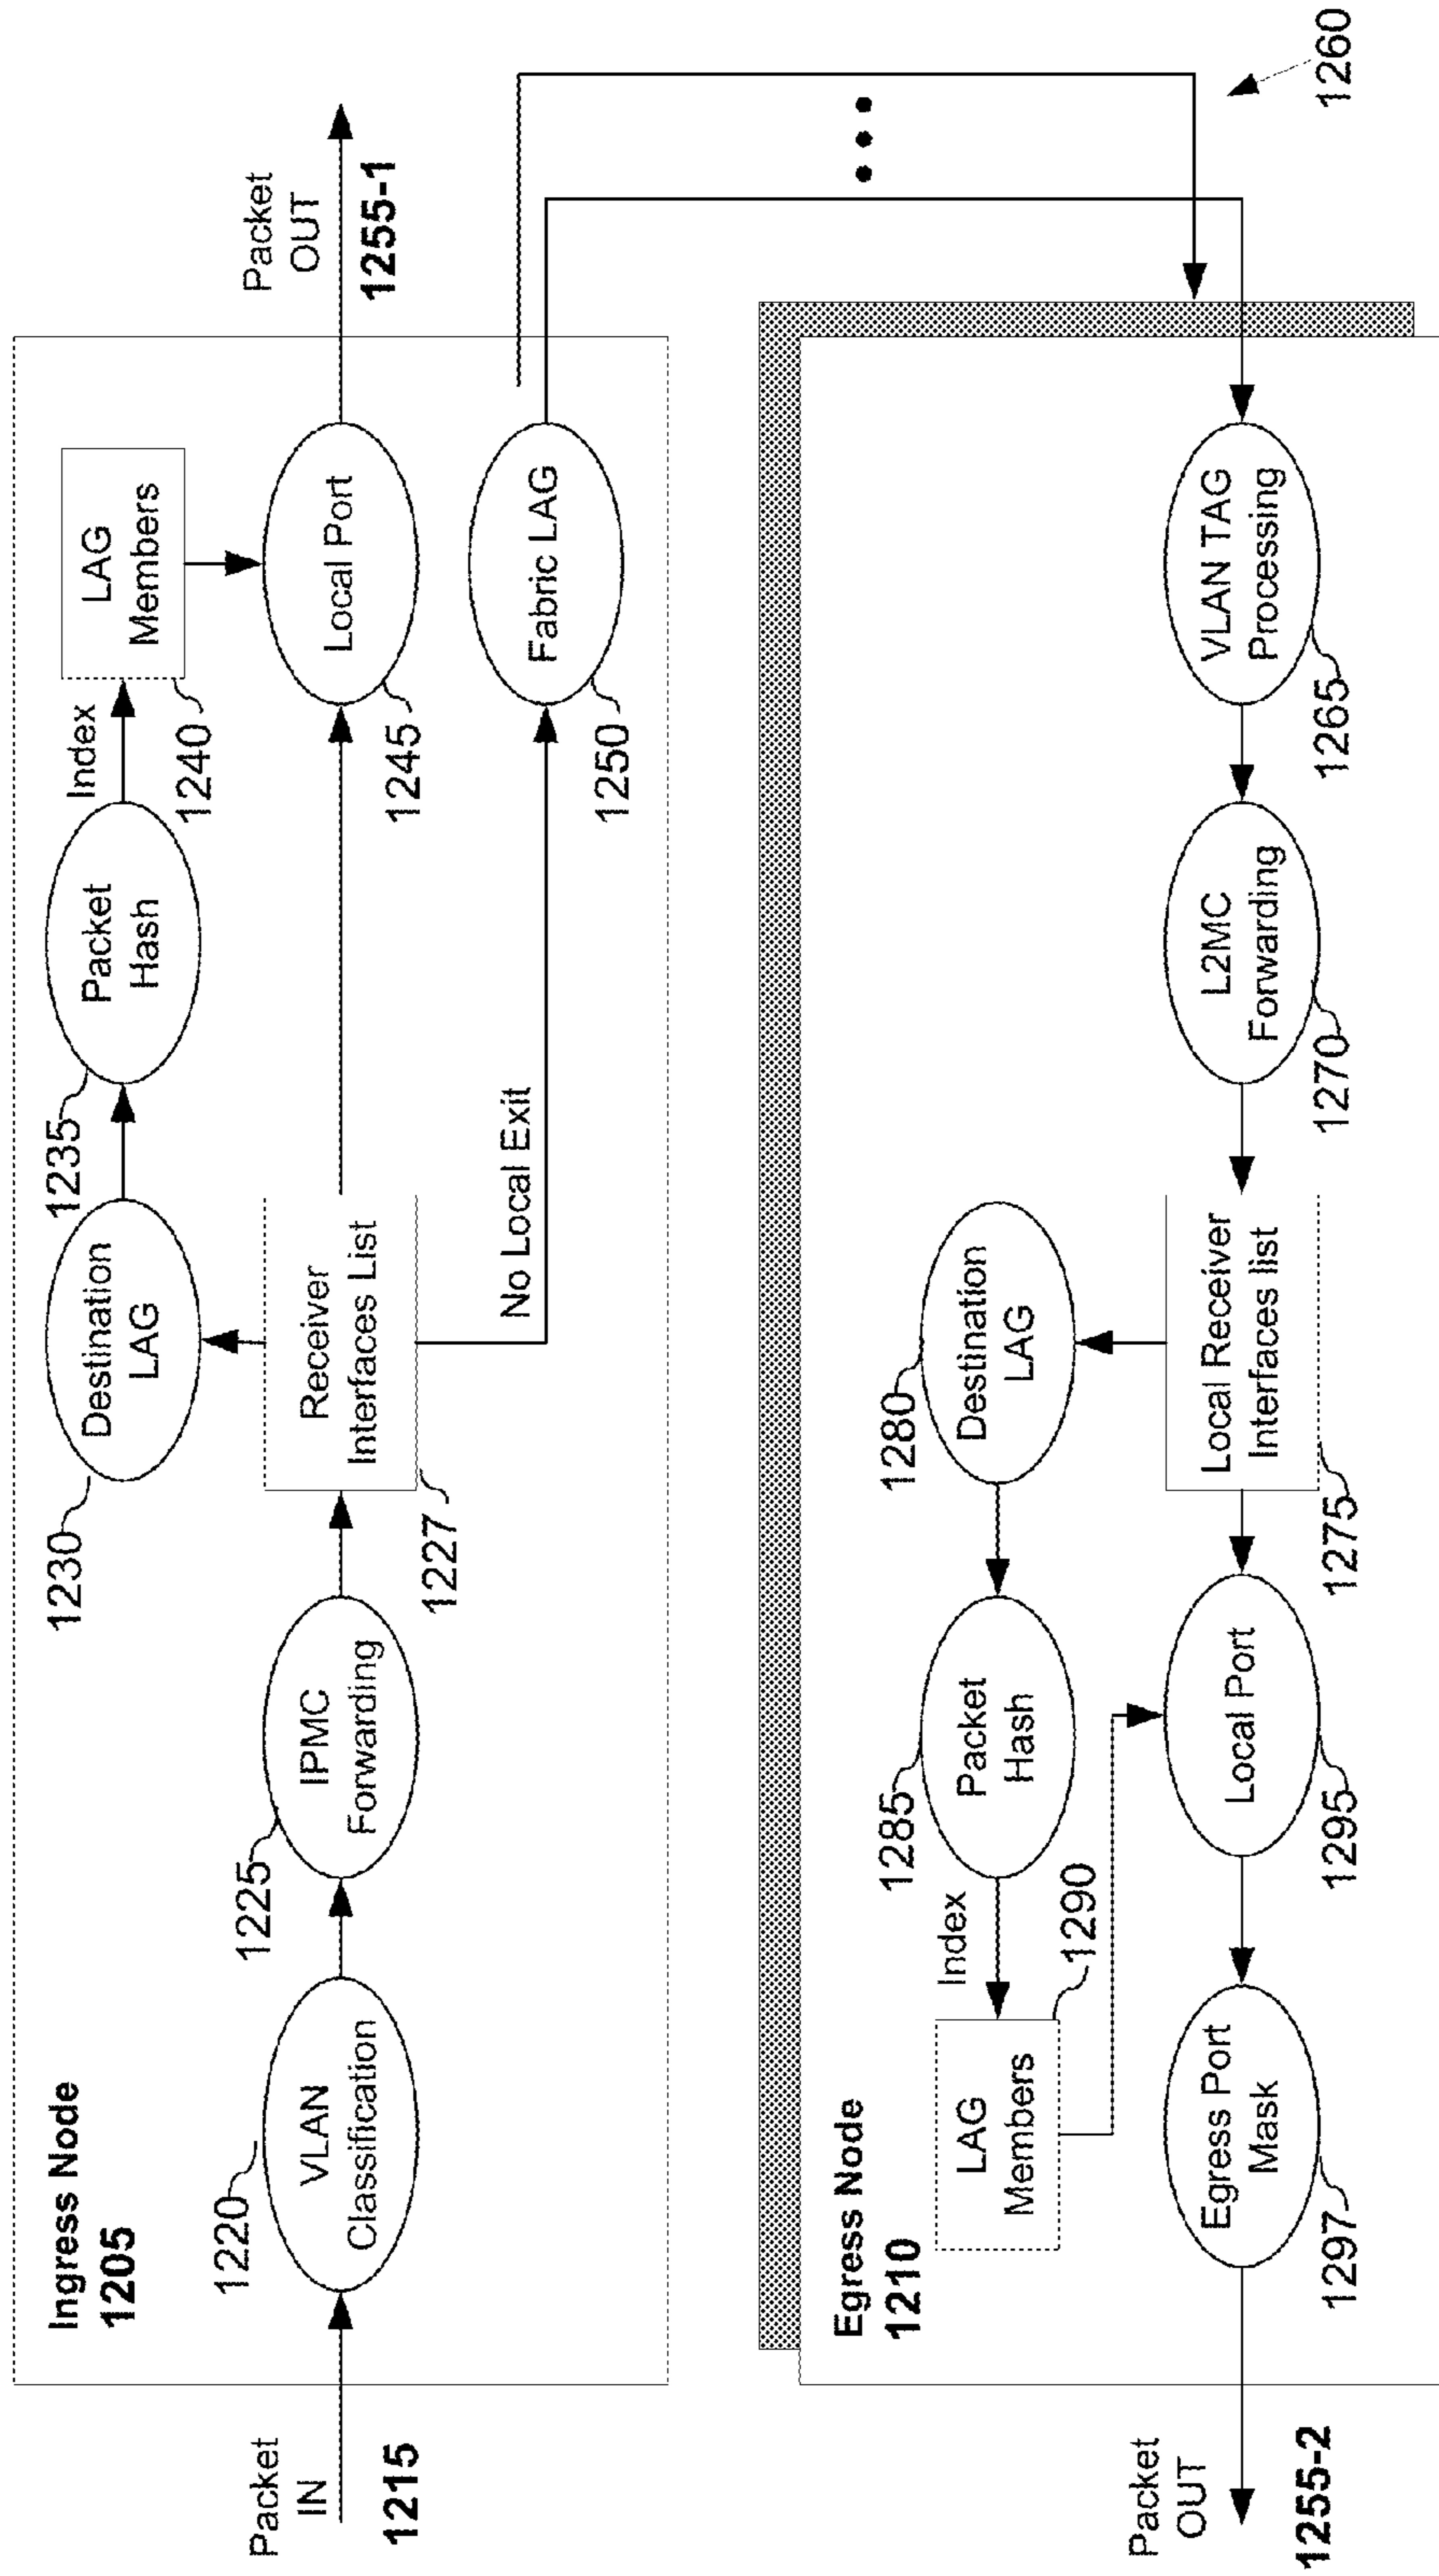 Ingress Node
1205
Packet
IN
1215
1220
VLAN
Classification
1225
IPMC
Forwarding
1227
Receiver
Interfaces List
1230
Destination
LAG
1235
Packet
Hash
Index
1240
LAG
Members
1245
Local Port
No Local Exit
1250
Fabric LAG
Packet
OUT
1255-1
1260
Egress Node
1210
VLAN TAG
Processing
1265
L2MC
Forwarding
1270
Local Receiver
Interfaces list
1275
1280
Destination
LAG
1285
Packet
Hash
Index
1290
LAG
Members
Local Port
1295
Egress Port
Mask
1297
Packet
OUT
1255-2